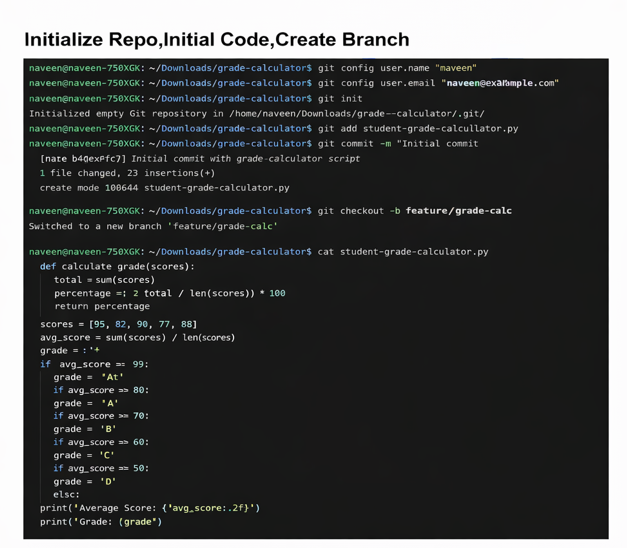 Initialize Repo,Initial Code,Create Branch
naveen@naveen-750XGK: ~/Downloads/grade-calculator$ git config user.name "maveen"
naveen@naveen-750XGK: ~/Downloads/grade-calculator$ git config user.email "naveen@example.com"
naveen@naveen-750XGK: ~/Downloads/grade-calculator$ git init
Initialized empty Git repository in /home/naveen/Downloads/grade--calculator/.git/
naveen@naveen-750XGK: ~/Downloads/grade-calculator$ git add student-grade-calcullator.py
naveen@naveen-750XGK: ~/Downloads/grade-calculator$ git commit -m "Initial commit
Initial commit with grade-calculator script
1 file changed, 23 insertions(+)
create mode 100644 student-grade-calculator.py
naveen@naveen-750XGK: ~/Downloads/grade-calculator$ git checkout -b feature/grade-calc
Switched to a new branch 'feature/grade-calc'
naveen@naveen-750XGK: ~/Downloads/grade-calculator$ cat student-grade-calculator.py
def calculate grade(scores):
total = sum(scores)
percentage =: 2 total / len(scores)) * 100
return percentage
scores = [95, 82, 90, 77, 88]
avg_score = sum(scores) / len(scores)
grade = :
if avg_score >= 99:
grade = 'At'
if avg_score == 80:
grade = 'A'
if avg_score >= 70:
grade = 'B'
if avg_score == 60:
grade = 'C'
if avg_score == 50:
grade = 'D'
elsc:
print('Average Score: {'avg_score:.2f}')
print('Grade: (grade")